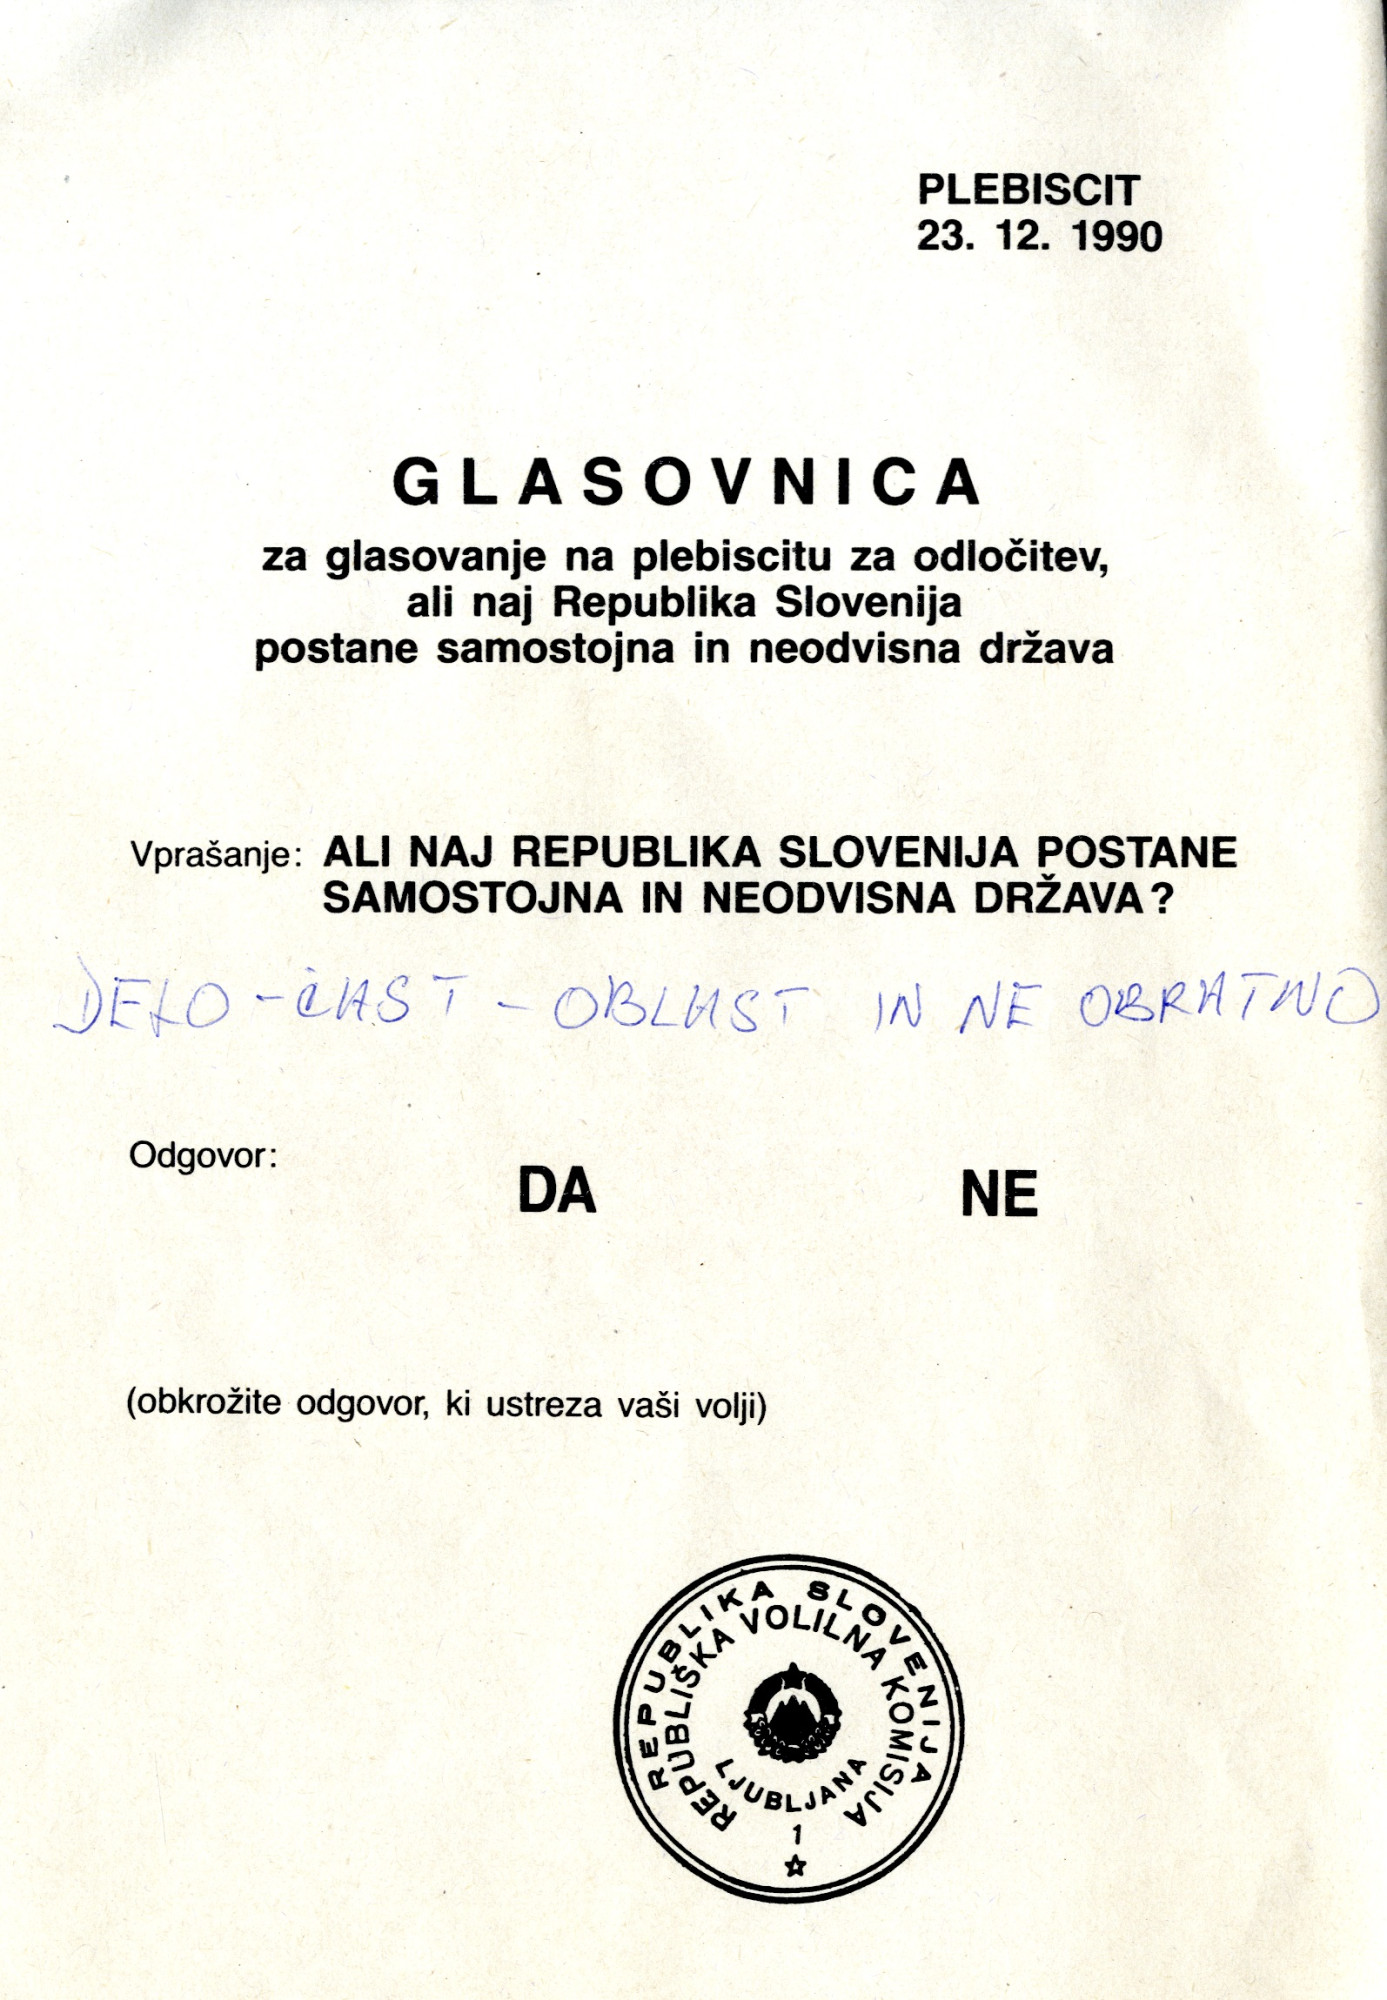 PLEBISCIT
23. 12. 1990
GLASOVNICA
za glasovanje na plebiscitu za odločitev,
ali naj Republika Slovenija
postane samostojna in neodvisna država
Vprašanje: ALI NAJ REPUBLIKA SLOVENIJA POSTANE
SAMOSTOJNA IN NEODVISNA DRŽAVA?
DELO - ČAST - OBLAST IN NE OBRATNO
Odgovor:
DA NE
(obkrožite odgovor, ki ustreza vaši volji)
REPUBLIKA SLOVENIJA
REPUBLIŠKA VOLILNA KOMISIJA
LJUBLJANA
1